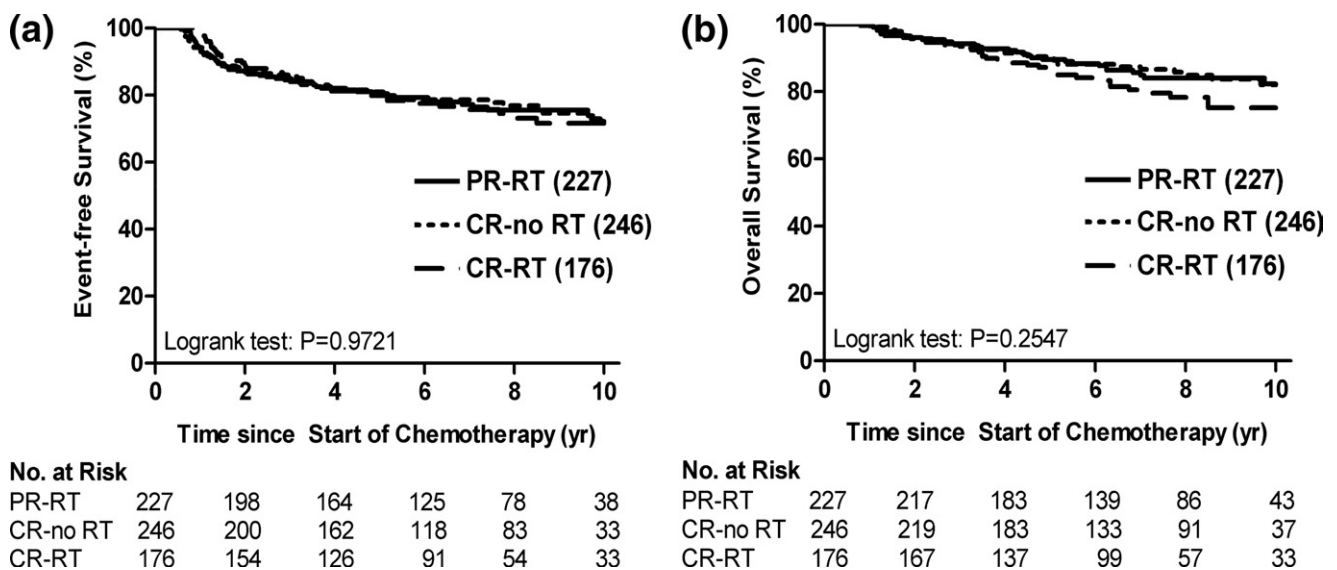 (a)
Event-free Survival (%)
100
80
60
40
20
0
PR-RT (227)
CR-no RT (246)
CR-RT (176)
Logrank test: P=0.9721
0 2 4 6 8 10
Time since Start of Chemotherapy (yr)
No. at Risk
PR-RT 227 198 164 125 78 38
CR-no RT 246 200 162 118 83 33
CR-RT 176 154 126 91 54 33
(b)
Overall Survival (%)
100
80
60
40
20
0
PR-RT (227)
CR-no RT (246)
CR-RT (176)
Logrank test: P=0.2547
0 2 4 6 8 10
Time since Start of Chemotherapy (yr)
No. at Risk
PR-RT 227 217 183 139 86 43
CR-no RT 246 219 183 133 91 37
CR-RT 176 167 137 99 57 33